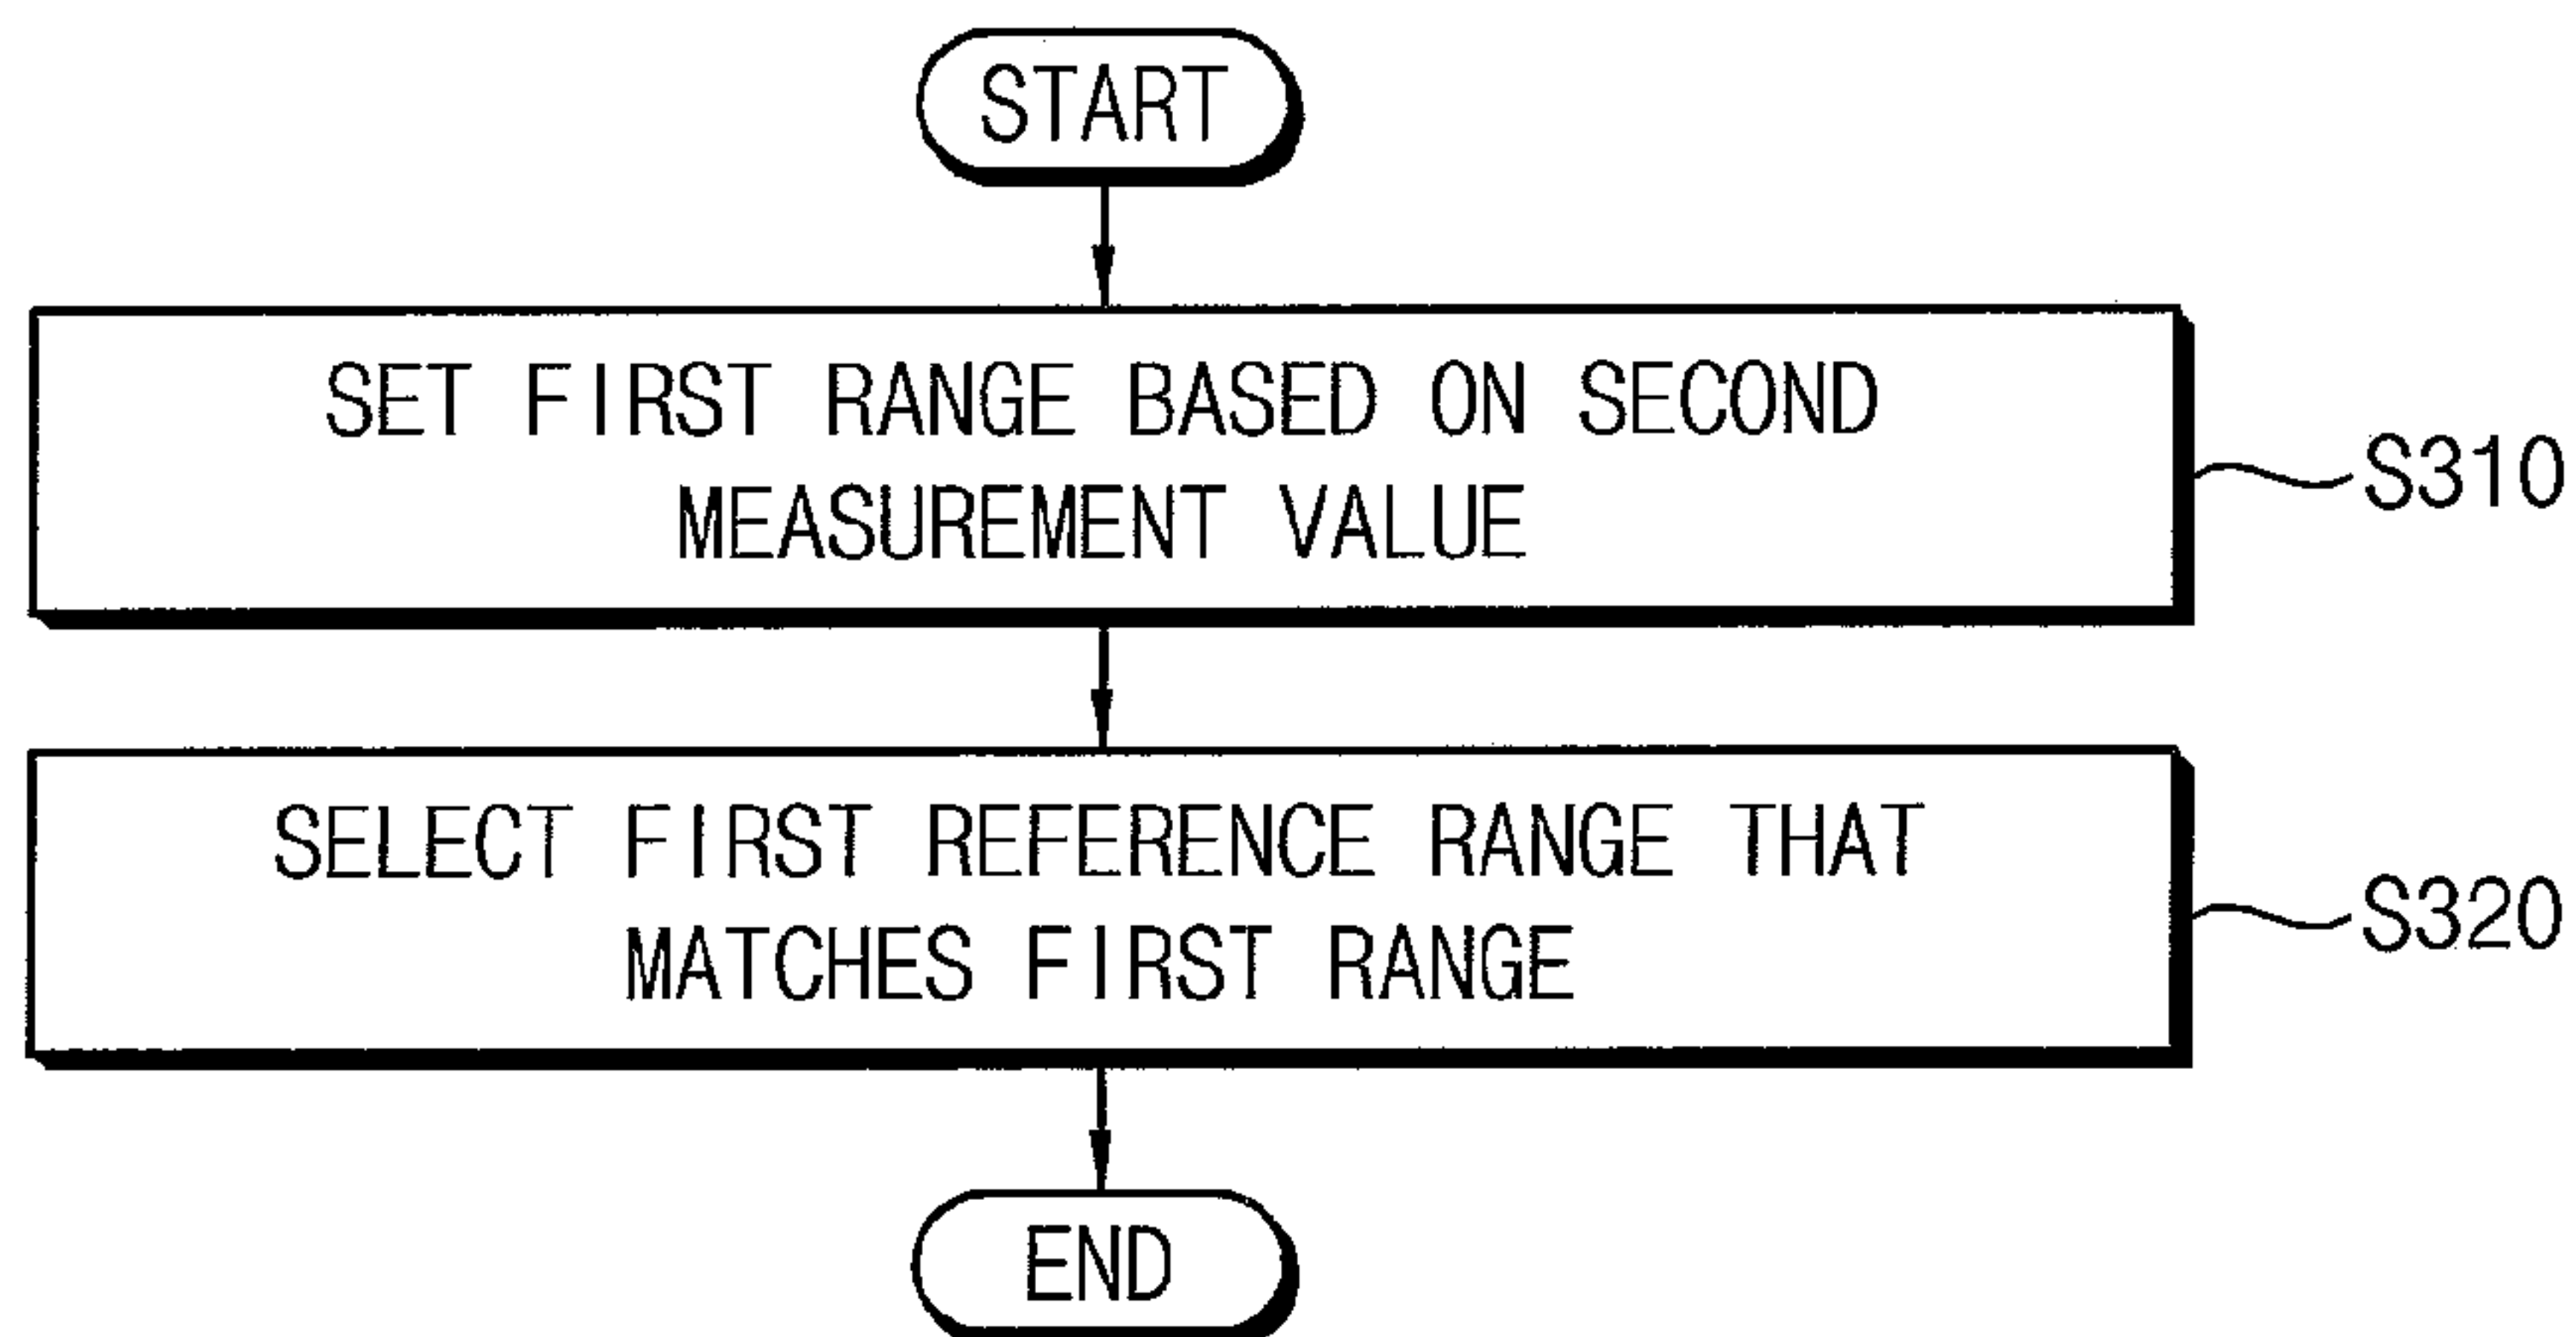 START
SET FIRST RANGE BASED ON SECOND
MEASUREMENT VALUE
S310
SELECT FIRST REFERENCE RANGE THAT
MATCHES FIRST RANGE
S320
END